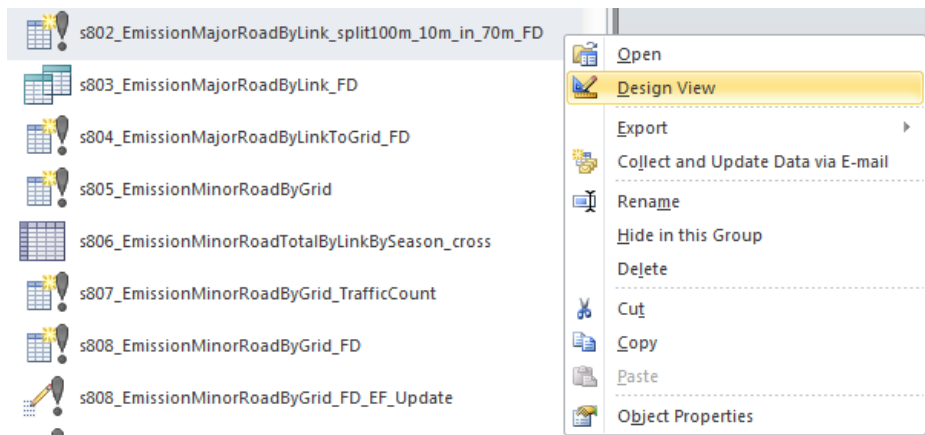 s802_EmissionMajorRoadByLink_split100m_10m_in_70m_FD
s803_EmissionMajorRoadByLink_FD
s804_EmissionMajorRoadByLinkToGrid_FD
s805_EmissionMinorRoadByGrid
s806_EmissionMinorRoadTotalByLinkBySeason_cross
s807_EmissionMinorRoadByGrid_TrafficCount
s808_EmissionMinorRoadByGrid_FD
s808_EmissionMinorRoadByGrid_FD_EF_Update
Open
Design View
Export
Collect and Update Data via E-mail
Rename
Hide in this Group
Delete
Cut
Copy
Paste
Object Properties